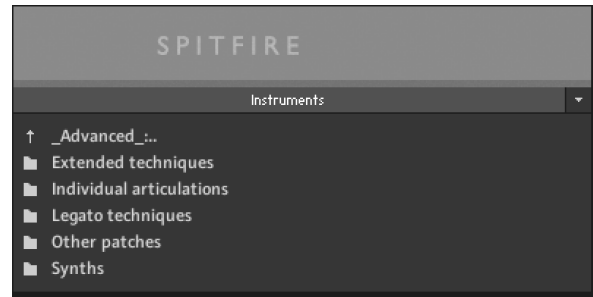 SPITFIRE
Instruments
_Advanced_:..
Extended techniques
Individual articulations
Legato techniques
Other patches
Synths